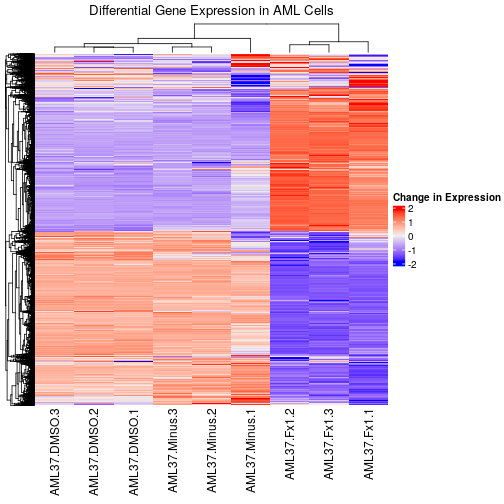 Differential Gene Expression in AML Cells
Change in Expression
2
1
0
-1
-2
AML37.DMSO.3
AML37.DMSO.2
AML37.DMSO.1
AML37.Minus.3
AML37.Minus.2
AML37.Minus.1
AML37.Fx1.2
AML37.Fx1.3
AML37.Fx1.1